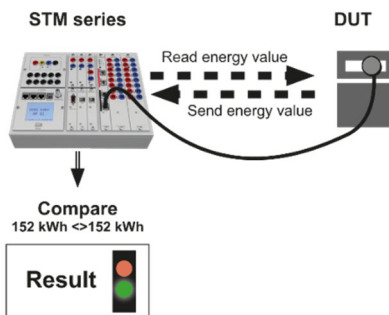 STM series
DUT
Read energy value
Send energy value
Compare
152 kWh <>152 kWh
Result